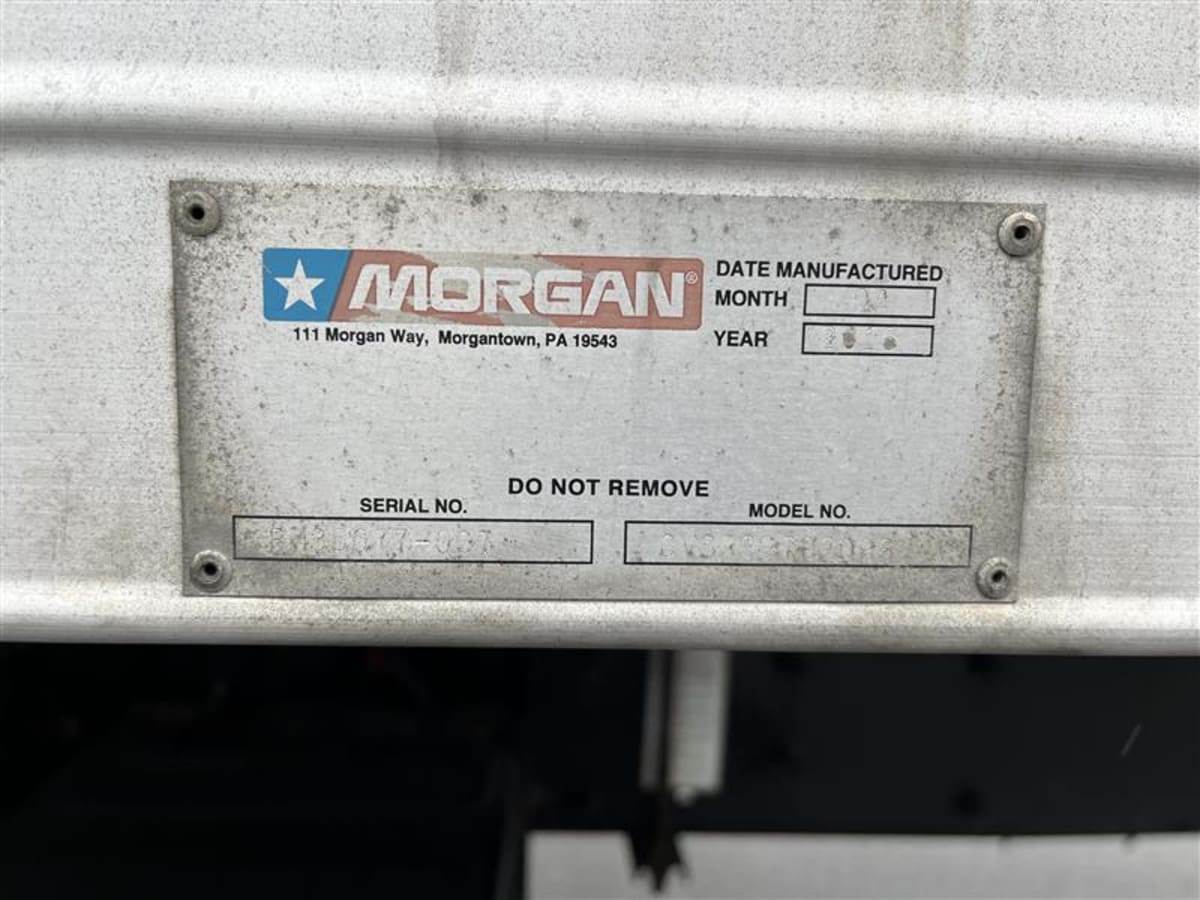 MORGAN®
111 Morgan Way, Morgantown, PA 19543
DATE MANUFACTURED
MONTH
YEAR
DO NOT REMOVE
SERIAL NO.
MODEL NO.